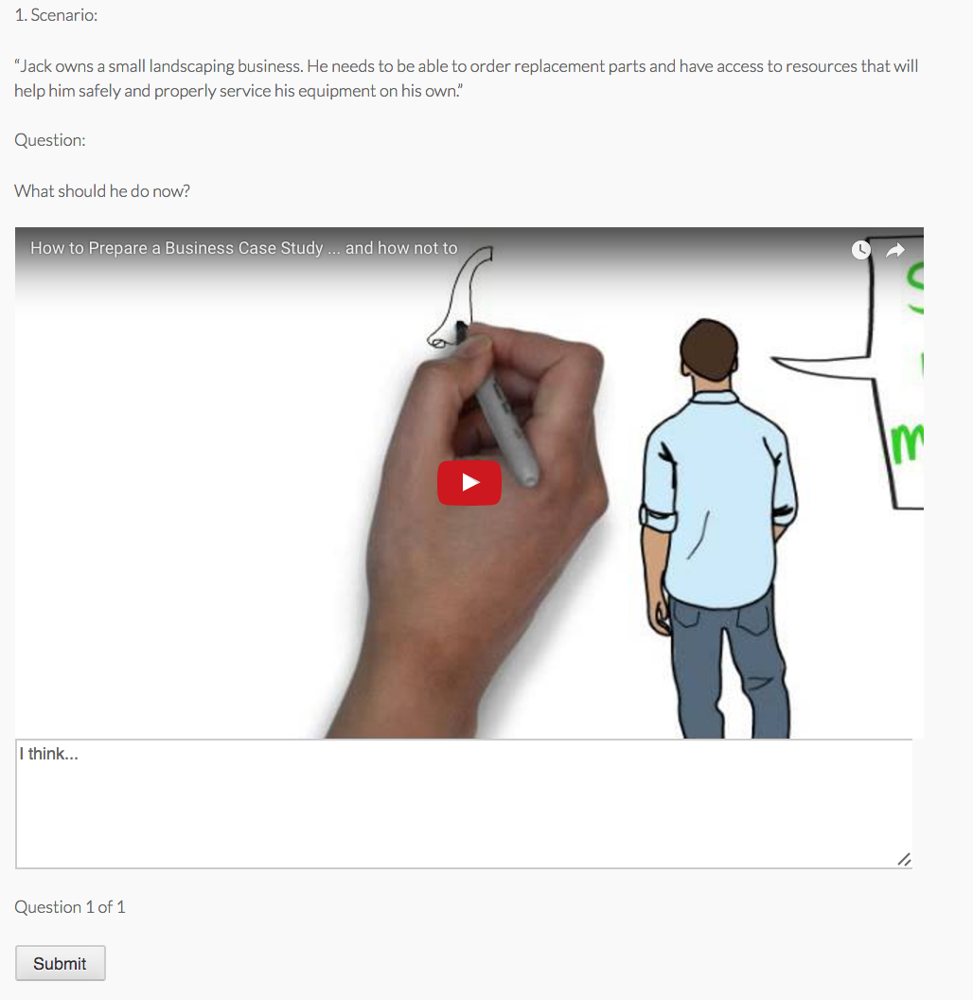 1. Scenario:
“Jack owns a small landscaping business. He needs to be able to order replacement parts and have access to resources that will
help him safely and properly service his equipment on his own.”
Question:
What should he do now?
How to Prepare a Business Case Study ... and how not to
S
m
I think...
Question 1 of 1
Submit